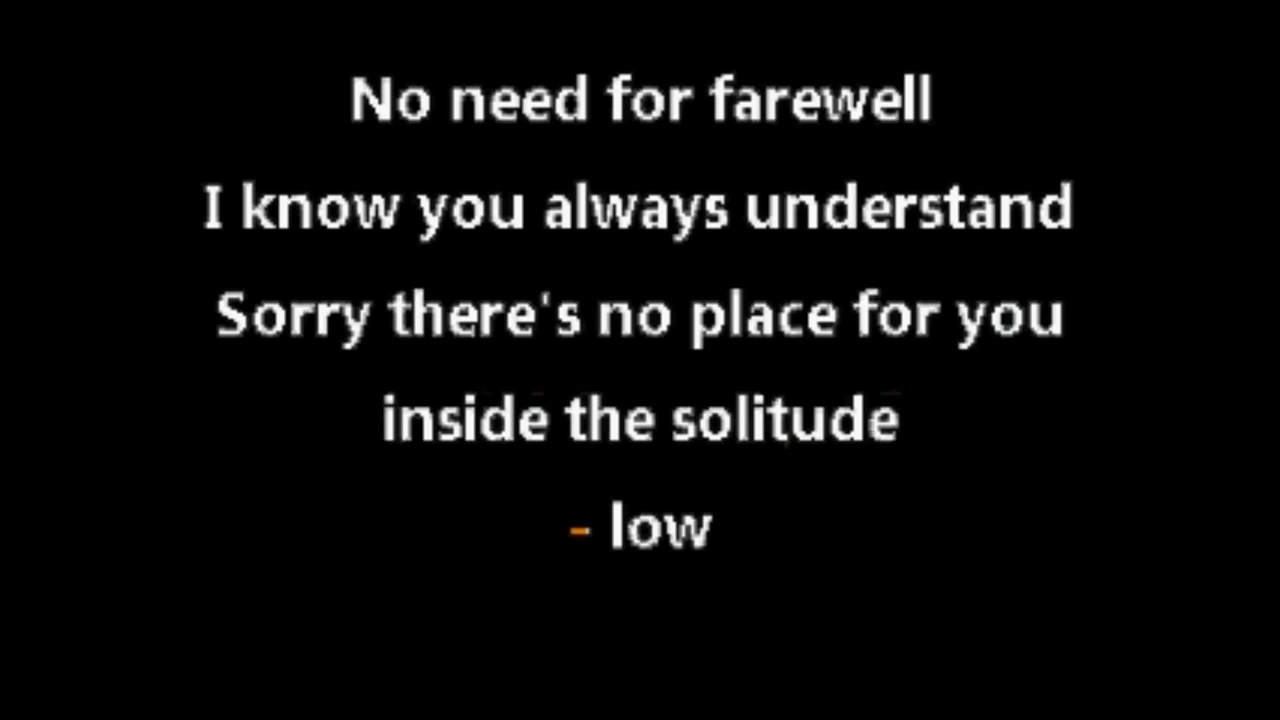 No need for farewell
I know you always understand
Sorry there's no place for you
inside the solitude
- low